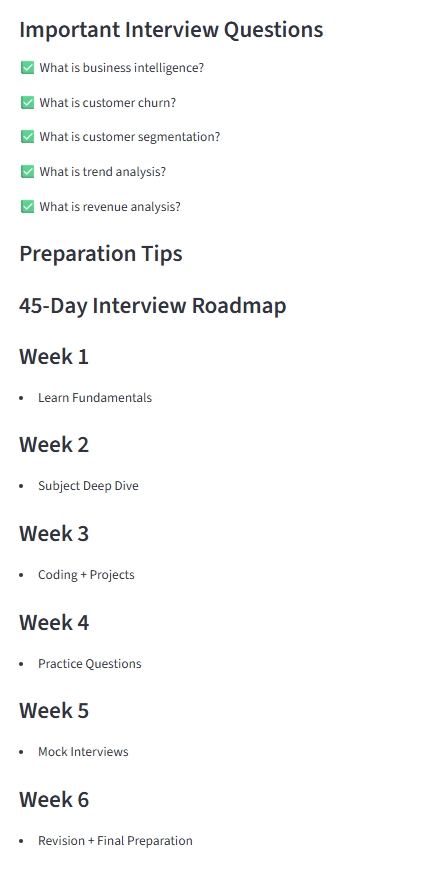 Important Interview Questions
✅ What is business intelligence?
✅ What is customer churn?
✅ What is customer segmentation?
✅ What is trend analysis?
✅ What is revenue analysis?
Preparation Tips
45-Day Interview Roadmap
Week 1
• Learn Fundamentals
Week 2
• Subject Deep Dive
Week 3
• Coding + Projects
Week 4
• Practice Questions
Week 5
• Mock Interviews
Week 6
• Revision + Final Preparation